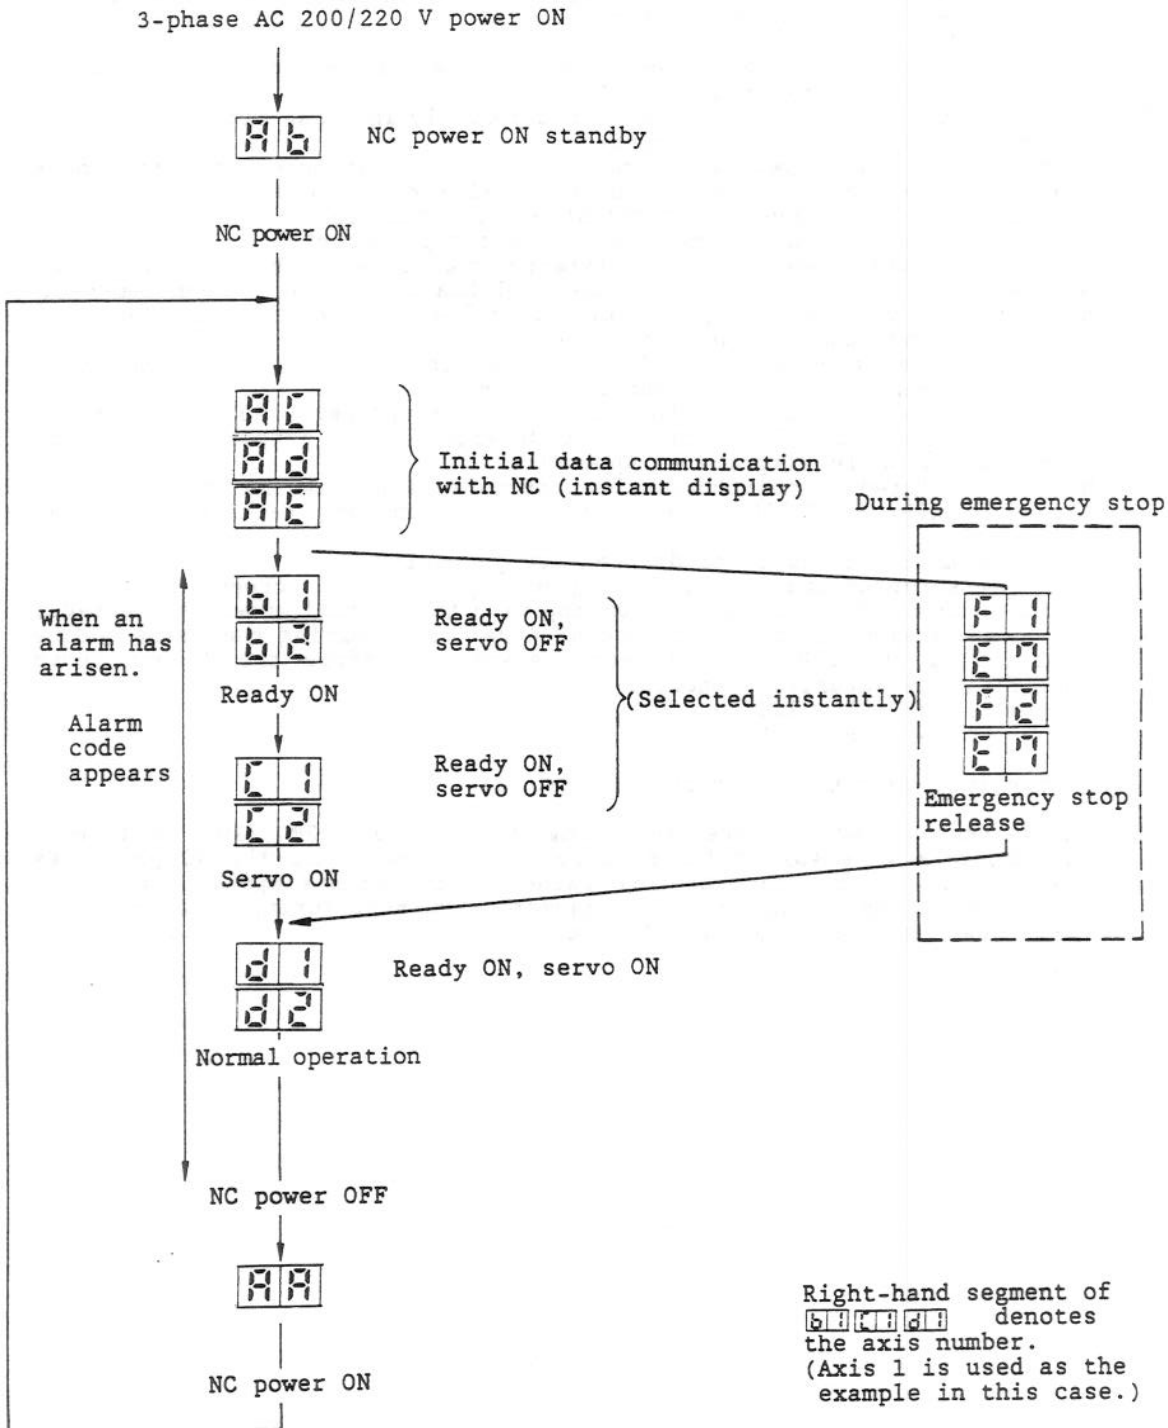 3-phase AC 200/220 V power ON
Ab
NC power ON standby
NC power ON
AC
Ad
AE
Initial data communication
with NC (instant display)
During emergency stop
b1
b2
Ready ON,
servo OFF
When an
alarm has
arisen.
Alarm
code
appears
Ready ON
(Selected instantly)
F1
E7
F2
E7
Emergency stop
release
C1
C2
Ready ON,
servo OFF
Servo ON
d1
d2
Ready ON, servo ON
Normal operation
NC power OFF
AA
NC power ON
Right-hand segment of
b1 C1 d1 denotes
the axis number.
(Axis 1 is used as the
example in this case.)